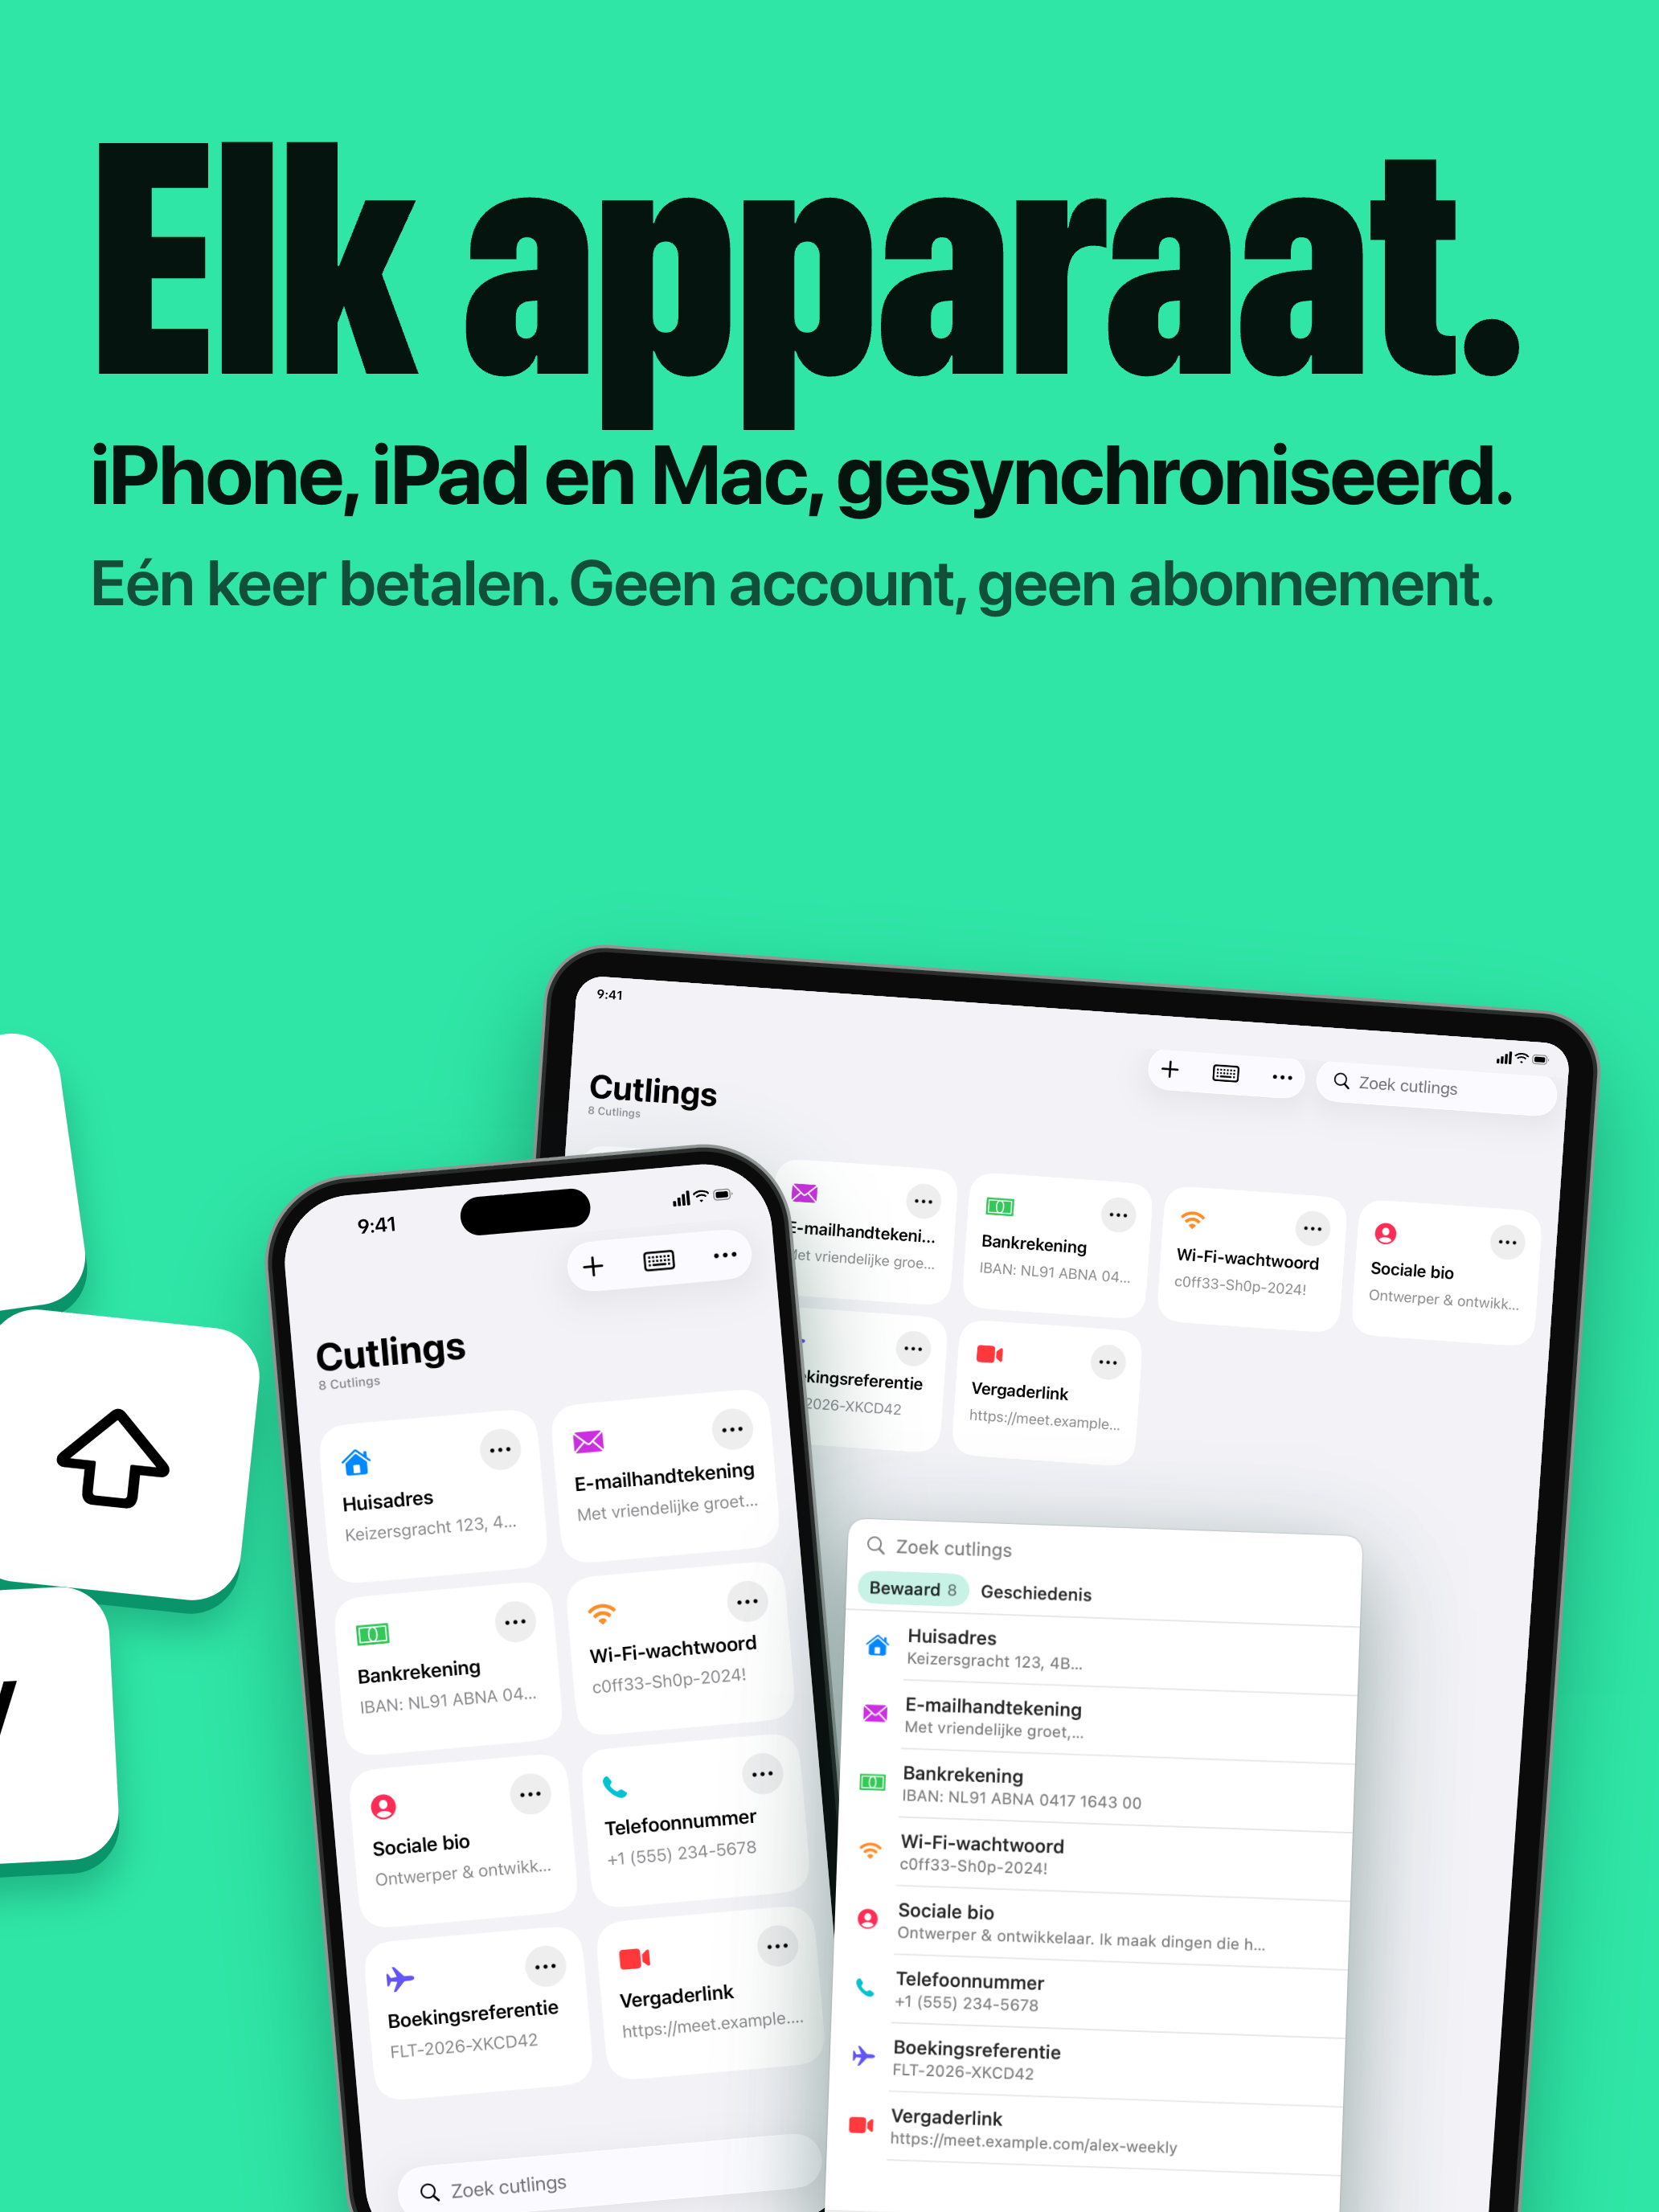 Elk apparaat.
iPhone, iPad en Mac, gesynchroniseerd.
Eén keer betalen. Geen account, geen abonnement.
9:41
Cutlings
8 Cutlings
Zoek cutlings
E-mailhandtekeni...
Met vriendelijke groe...
Bankrekening
IBAN: NL91 ABNA 04...
Wi-Fi-wachtwoord
c0ff33-Sh0p-2024!
Sociale bio
Ontwerper & ontwikk...
kingsreferentie
2026-XKCD42
Vergaderlink
https://meet.example...
9:41
Cutlings
8 Cutlings
Huisadres
Keizersgracht 123, 4...
E-mailhandtekening
Met vriendelijke groet...
Bankrekening
IBAN: NL91 ABNA 04...
Wi-Fi-wachtwoord
c0ff33-Sh0p-2024!
Sociale bio
Ontwerper & ontwikk...
Telefoonnummer
+1 (555) 234-5678
Boekingsreferentie
FLT-2026-XKCD42
Vergaderlink
https://meet.example....
Zoek cutlings
Zoek cutlings
Bewaard 8 Geschiedenis
Huisadres
Keizersgracht 123, 4B...
E-mailhandtekening
Met vriendelijke groet,...
Bankrekening
IBAN: NL91 ABNA 0417 1643 00
Wi-Fi-wachtwoord
c0ff33-Sh0p-2024!
Sociale bio
Ontwerper & ontwikkelaar. Ik maak dingen die h...
Telefoonnummer
+1 (555) 234-5678
Boekingsreferentie
FLT-2026-XKCD42
Vergaderlink
https://meet.example.com/alex-weekly